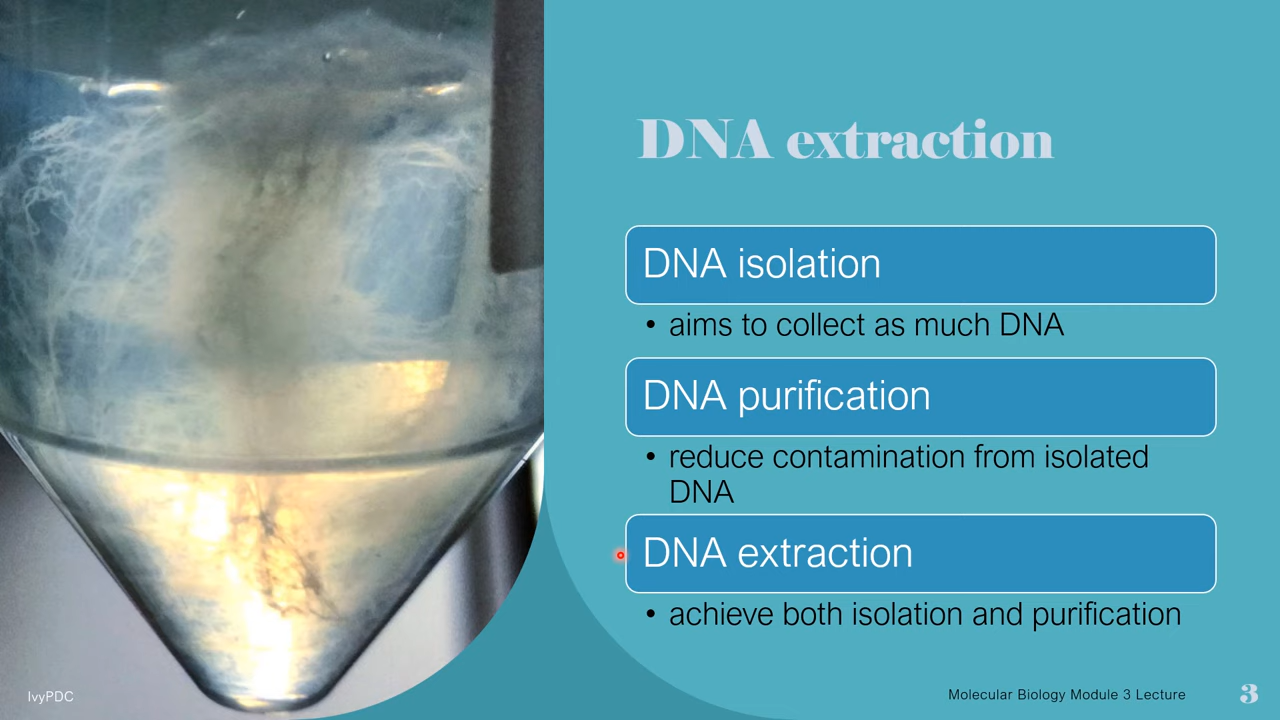 DNA extraction
DNA isolation
• aims to collect as much DNA
DNA purification
• reduce contamination from isolated
DNA
DNA extraction
• achieve both isolation and purification
IvyPDC
Molecular Biology Module 3 Lecture
3